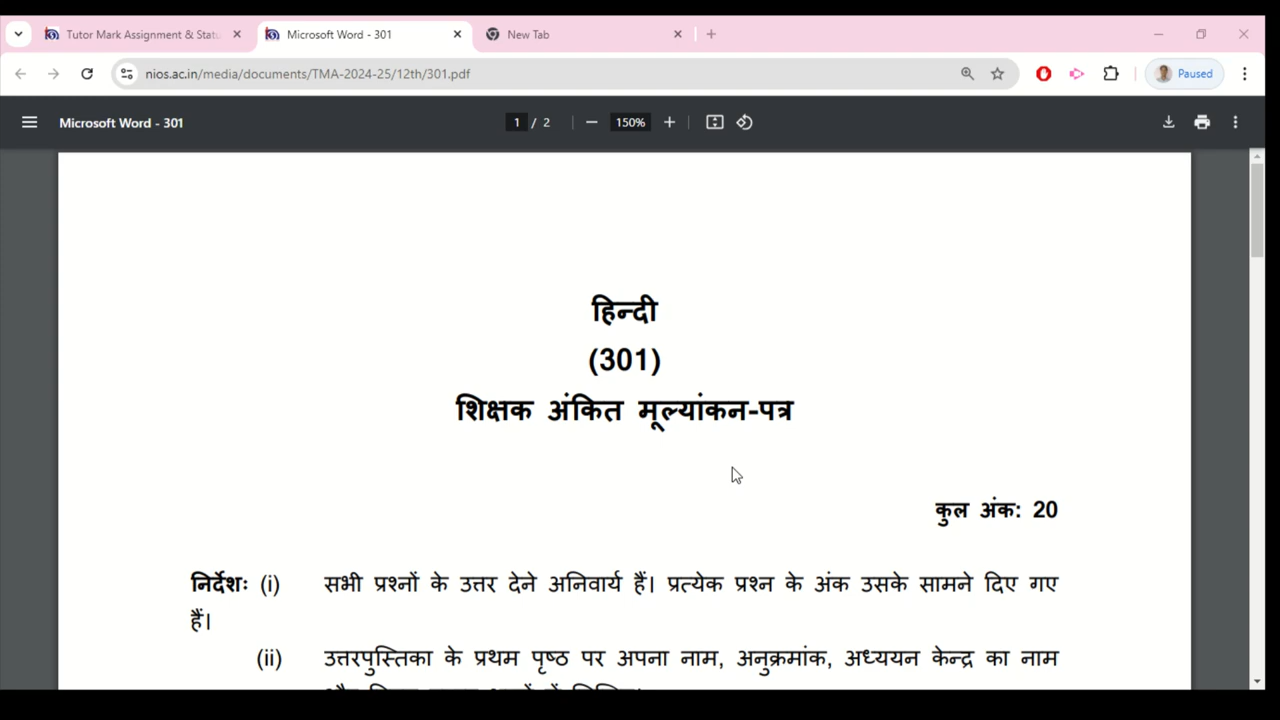 Tutor Mark Assignment & Statu
Microsoft Word - 301
New Tab
nios.ac.in/media/documents/TMA-2024-25/12th/301.pdf
Paused
Microsoft Word - 301
1 / 2
150%
हिन्दी
(301)
शिक्षक अंकित मूल्यांकन-पत्र
कुल अंक: 20
निर्देशः (i) सभी प्रश्नों के उत्तर देने अनिवार्य हैं। प्रत्येक प्रश्न के अंक उसके सामने दिए गए
हैं।
(ii) उत्तरपुस्तिका के प्रथम पृष्ठ पर अपना नाम, अनुक्रमांक, अध्ययन केन्द्र का नाम